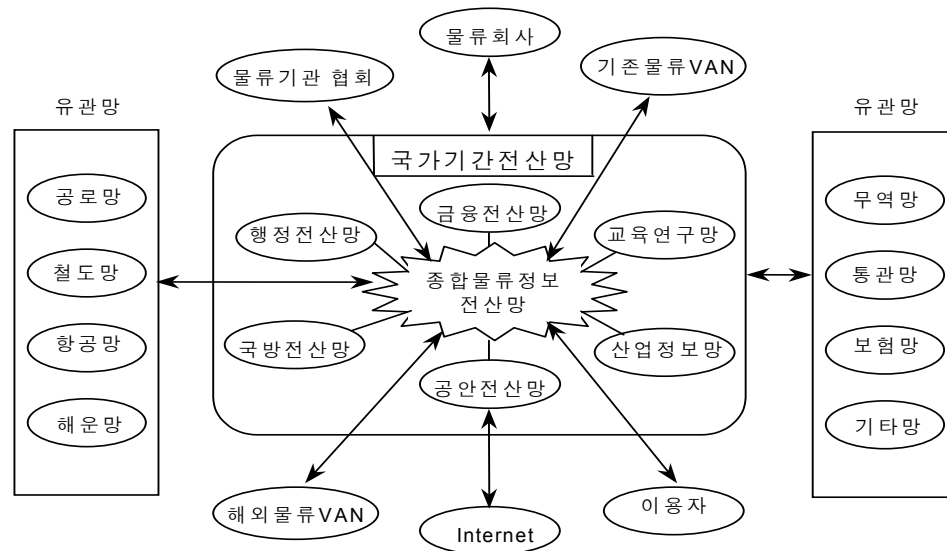 물류회사
물류기관 협회
기존물류VAN
유관망
유관망
국가기간전산망
공로망
금융전산망
무역망
행정전산망
교육연구망
철도망
종합물류정보
전산망
통관망
항공망
국방전산망
산업정보망
보험망
공안전산망
해운망
기타망
해외물류VAN
Internet
이용자